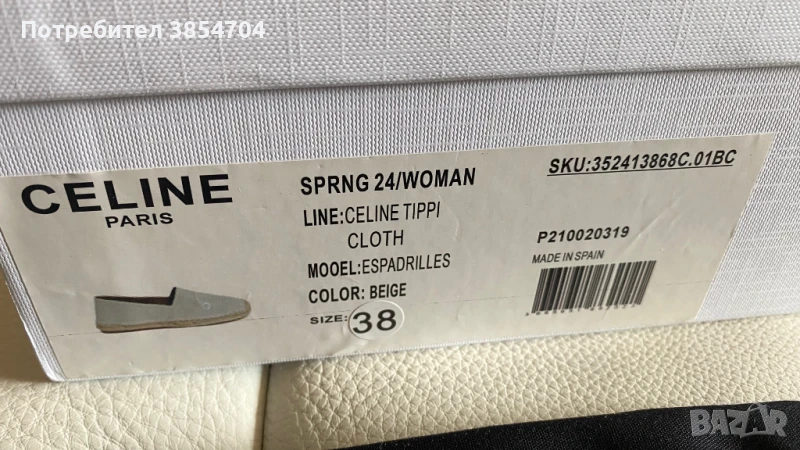 Потребител 3854704
CELINE
PARIS
SPRNG 24/WOMAN
LINE:CELINE TIPPI
CLOTH
MOOEL:ESPADRILLES
COLOR: BEIGE
SIZE: 38
SKU:352413868C.01BC
P210020319
MADE IN SPAIN
BAZAR